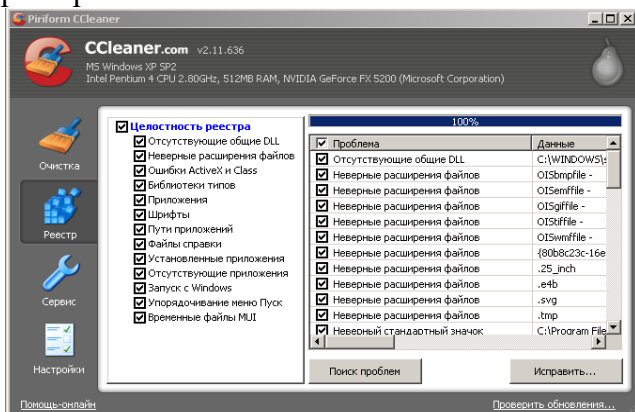 Piriform CCleaner
CCleaner.com v2.11.636
MS Windows XP SP2
Intel Pentium 4 CPU 2.80GHz, 512MB RAM, NVIDIA GeForce FX 5200 (Microsoft Corporation)
Очистка
Реестр
Сервис
Настройки
Целостность реестра
Отсутствующие общие DLL
Неверные расширения файлов
Ошибки ActiveX и Class
Библиотеки типов
Приложения
Шрифты
Пути приложений
Файлы справки
Установленные приложения
Отсутствующие приложения
Запуск с Windows
Упорядочивание меню Пуск
Временные файлы MUI
100%
Проблема Данные
Отсутствующие общие DLL C:\WINDOWS\s
Неверные расширения файлов OISbmpfile -
Неверные расширения файлов OISemffile -
Неверные расширения файлов OISgiffile -
Неверные расширения файлов OIStiffile -
Неверные расширения файлов OISwmffile -
Неверные расширения файлов {80b8c23c-16e
Неверные расширения файлов .25_inch
Неверные расширения файлов .e4b
Неверные расширения файлов .svg
Неверные расширения файлов .tmp
Неверный стандартный значок C:\Program File
Поиск проблем Исправить...
Помощь-онлайн Проверить обновления...